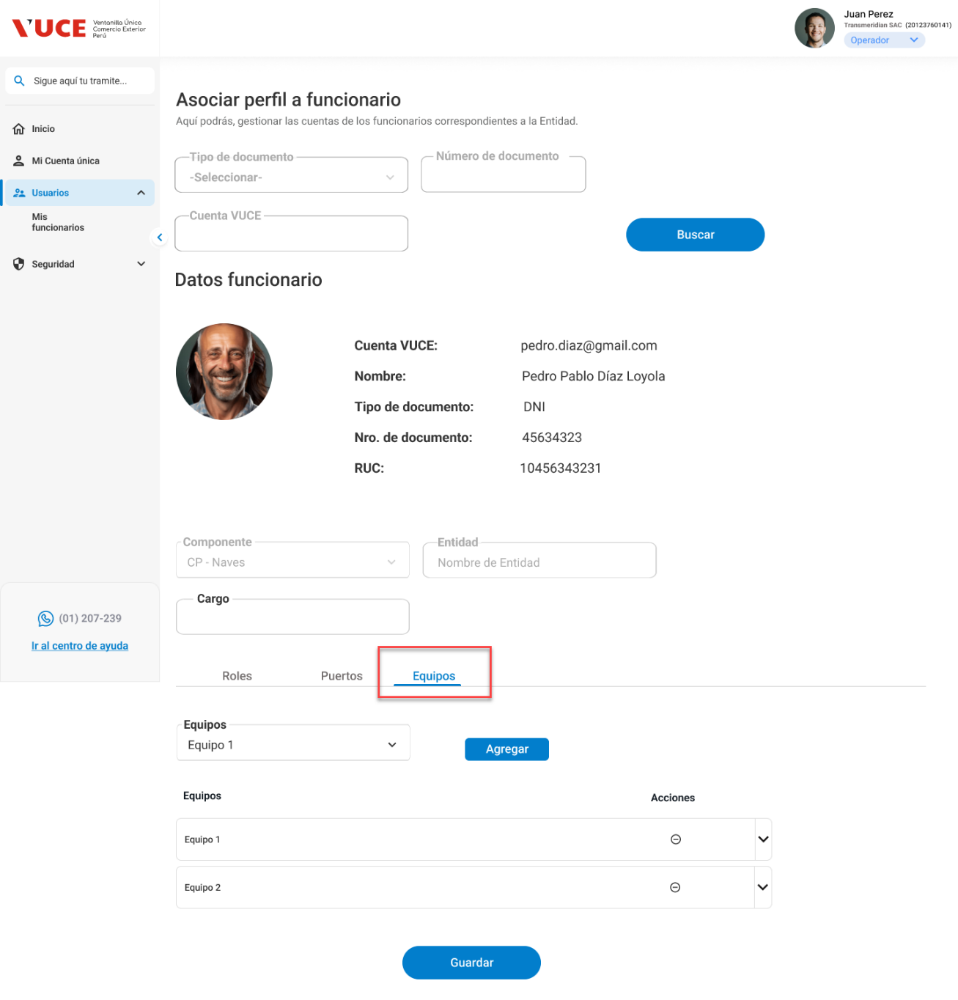 VUCE Ventanilla Única
Comercio Exterior
Perú
Juan Perez
Transmeridian SAC (20123760141)
Operador
Sigue aquí tu tramite...
Inicio
Mi Cuenta única
Usuarios
Mis
funcionarios
Seguridad
(01) 207-239
Ir al centro de ayuda
Asociar perfil a funcionario
Aquí podrás, gestionar las cuentas de los funcionarios correspondientes a la Entidad.
Tipo de documento
-Seleccionar-
Número de documento
Cuenta VUCE
Buscar
Datos funcionario
Cuenta VUCE: pedro.diaz@gmail.com
Nombre: Pedro Pablo Díaz Loyola
Tipo de documento: DNI
Nro. de documento: 45634323
RUC: 10456343231
Componente
CP - Naves
Entidad
Nombre de Entidad
Cargo
Roles Puertos Equipos
Equipos
Equipo 1
Agregar
Equipos Acciones
Equipo 1
Equipo 2
Guardar